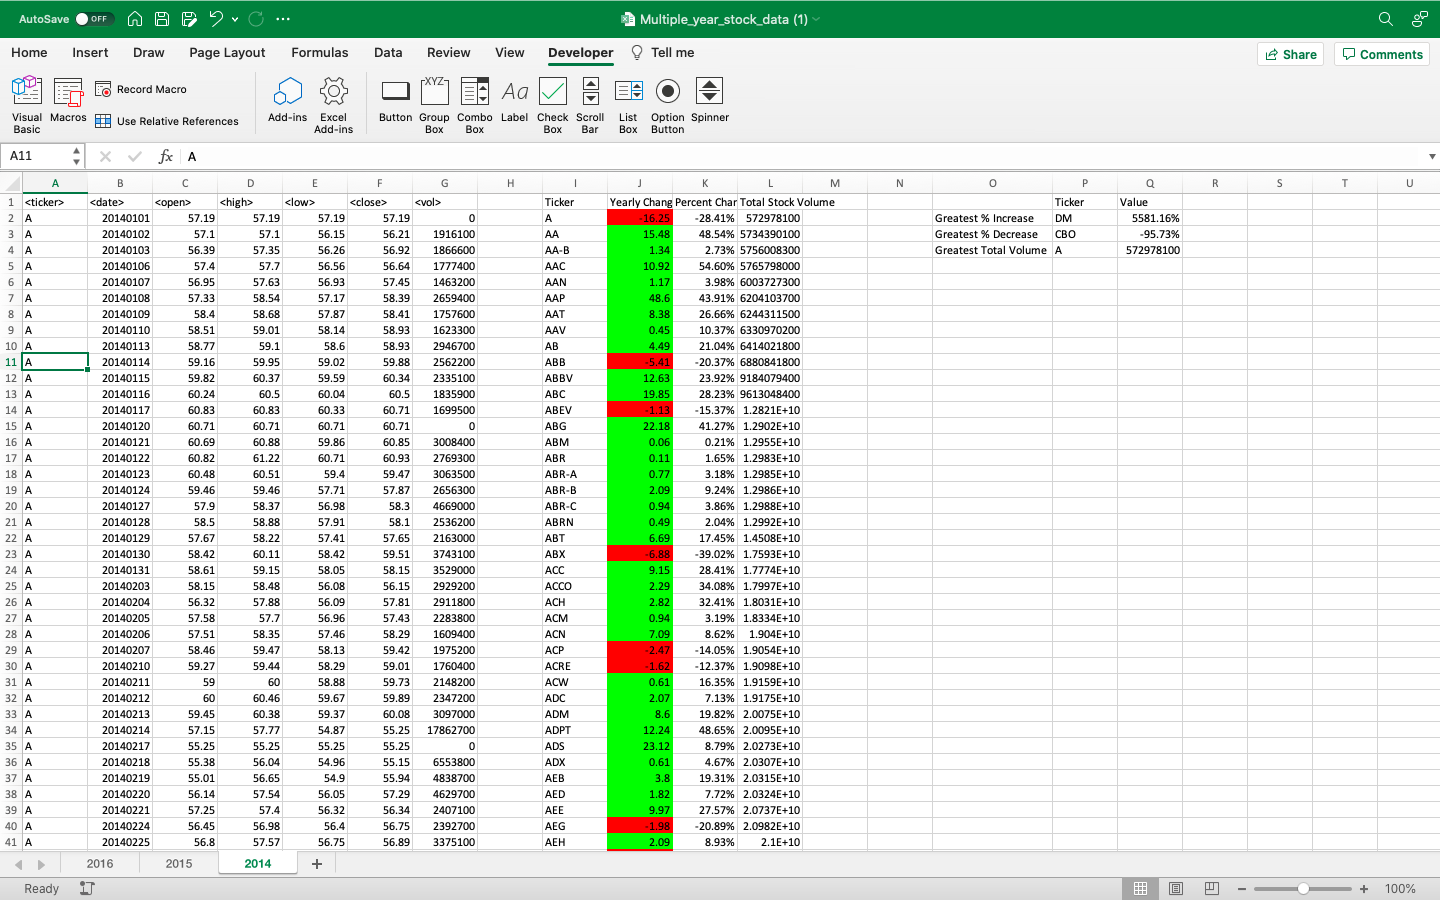 AutoSave OFF Multiple_year_stock_data (1)
Home Insert Draw Page Layout Formulas Data Review View Developer Tell me Share Comments
Visual Basic Macros Record Macro Use Relative References Add-ins Excel Add-ins Button Group Box Combo Box Label Check Box Scroll Bar List Box Option Button Spinner
A11 fx A
A B C D E F G H I J K L M N O P Q R S T U
1 <ticker> <date> <open> <high> <low> <close> <vol> Ticker Yearly Chang Percent Char Total Stock Volume Ticker Value
2 A 20140101 57.19 57.19 57.19 57.19 0 A -16.25 -28.41% 572978100 Greatest % Increase DM 5581.16%
3 A 20140102 57.1 57.1 56.15 56.21 1916100 AA 15.48 48.54% 5734390100 Greatest % Decrease CBO -95.73%
4 A 20140103 56.39 57.35 56.26 56.92 1866600 AA-B 1.34 2.73% 5756008300 Greatest Total Volume A 572978100
5 A 20140106 57.4 57.7 56.56 56.64 1777400 AAC 10.92 54.60% 5765798000
6 A 20140107 56.95 57.63 56.93 57.45 1463200 AAN 1.17 3.98% 6003727300
7 A 20140108 57.33 58.54 57.17 58.39 2659400 AAP 48.6 43.91% 6204103700
8 A 20140109 58.4 58.68 57.87 58.41 1757600 AAT 8.38 26.66% 6244311500
9 A 20140110 58.51 59.01 58.14 58.93 1623300 AAV 0.45 10.37% 6330970200
10 A 20140113 58.77 59.1 58.6 58.93 2946700 AB 4.49 21.04% 6414021800
11 A 20140114 59.16 59.95 59.02 59.88 2562200 ABB -5.41 -20.37% 6880841800
12 A 20140115 59.82 60.37 59.59 60.34 2335100 ABBV 12.63 23.92% 9184079400
13 A 20140116 60.24 60.5 60.04 60.5 1835900 ABC 19.85 28.23% 9613048400
14 A 20140117 60.83 60.83 60.33 60.71 1699500 ABEV -1.13 -15.37% 1.2821E+10
15 A 20140120 60.71 60.71 60.71 60.71 0 ABG 22.18 41.27% 1.2902E+10
16 A 20140121 60.69 60.88 59.86 60.85 3008400 ABM 0.06 0.21% 1.2955E+10
17 A 20140122 60.82 61.22 60.71 60.93 2769300 ABR 0.11 1.65% 1.2983E+10
18 A 20140123 60.48 60.51 59.4 59.47 3063500 ABR-A 0.77 3.18% 1.2985E+10
19 A 20140124 59.46 59.46 57.71 57.87 2656300 ABR-B 2.09 9.24% 1.2986E+10
20 A 20140127 57.9 58.37 56.98 58.3 4669000 ABR-C 0.94 3.86% 1.2988E+10
21 A 20140128 58.5 58.88 57.91 58.1 2536200 ABRN 0.49 2.04% 1.2992E+10
22 A 20140129 57.67 58.22 57.41 57.65 2163000 ABT 6.69 17.45% 1.4508E+10
23 A 20140130 58.42 60.11 58.42 59.51 3743100 ABX -6.88 -39.02% 1.7593E+10
24 A 20140131 58.61 59.15 58.05 58.15 3529000 ACC 9.15 28.41% 1.7774E+10
25 A 20140203 58.15 58.48 56.08 56.15 2929200 ACCO 2.29 34.08% 1.7997E+10
26 A 20140204 56.32 57.88 56.09 57.81 2911800 ACH 2.82 32.41% 1.8031E+10
27 A 20140205 57.58 57.7 56.96 57.43 2283800 ACM 0.94 3.19% 1.8334E+10
28 A 20140206 57.51 58.35 57.46 58.29 1609400 ACN 7.09 8.62% 1.904E+10
29 A 20140207 58.46 59.47 58.13 59.42 1975200 ACP -2.47 -14.05% 1.9054E+10
30 A 20140210 59.27 59.44 58.29 59.01 1760400 ACRE -1.62 -12.37% 1.9098E+10
31 A 20140211 59 60 58.88 59.73 2148200 ACW 0.61 16.35% 1.9159E+10
32 A 20140212 60 60.46 59.67 59.89 2347200 ADC 2.07 7.13% 1.9175E+10
33 A 20140213 59.45 60.38 59.37 60.08 3097000 ADM 8.6 19.82% 2.0075E+10
34 A 20140214 57.15 57.77 54.87 55.25 17862700 ADPT 12.24 48.65% 2.0095E+10
35 A 20140217 55.25 55.25 55.25 55.25 0 ADS 23.12 8.79% 2.0273E+10
36 A 20140218 55.38 56.04 54.96 55.15 6553800 ADX 0.61 4.67% 2.0307E+10
37 A 20140219 55.01 56.65 54.9 55.94 4838700 AEB 3.8 19.31% 2.0315E+10
38 A 20140220 56.14 57.54 56.05 57.29 4629700 AED 1.82 7.72% 2.0324E+10
39 A 20140221 57.25 57.4 56.32 56.34 2407100 AEE 9.97 27.57% 2.0737E+10
40 A 20140224 56.45 56.98 56.4 56.75 2392700 AEG -1.98 -20.89% 2.0982E+10
41 A 20140225 56.8 57.57 56.75 56.89 3375100 AEH 2.09 8.93% 2.1E+10
2016 2015 2014 +
Ready 100%